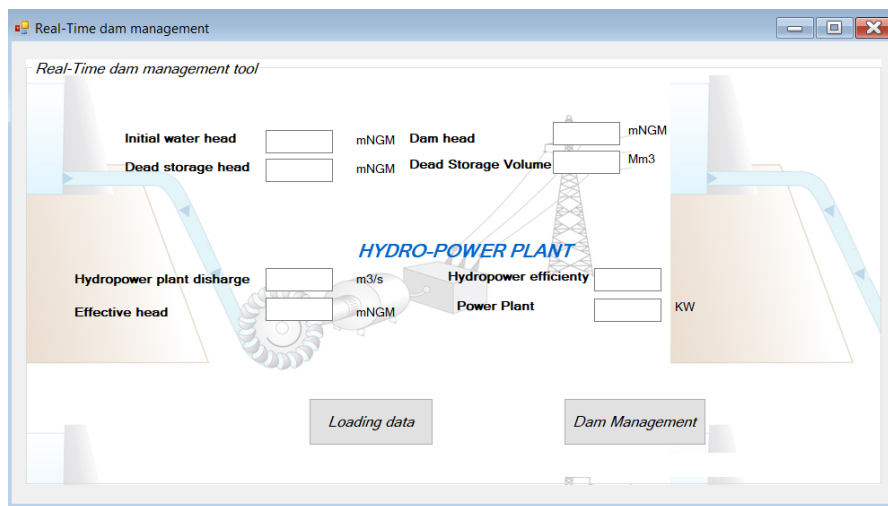 Real-Time dam management
Real-Time dam management tool
Initial water head mNGM Dam head mNGM
Dead storage head mNGM Dead Storage Volume Mm3
HYDRO-POWER PLANT
Hydropower plant disharge m3/s Hydropower efficienty
Effective head mNGM Power Plant KW
Loading data Dam Management